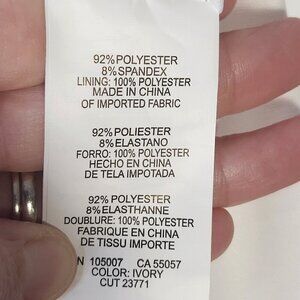 92% POLYESTER
8% SPANDEX
LINING: 100% POLYESTER
MADE IN CHINA
OF IMPORTED FABRIC
92% POLIESTER
8% ELASTANO
FORRO: 100% POLYESTER
HECHO EN CHINA
DE TELA IMPOTADA
92% POLYESTER
8% ELASTHANNE
DOUBLURE: 100% POLYESTER
FABRIQUE EN CHINA
DE TISSU IMPORTE
N 105007 CA 55057
COLOR: IVORY
CUT 23771